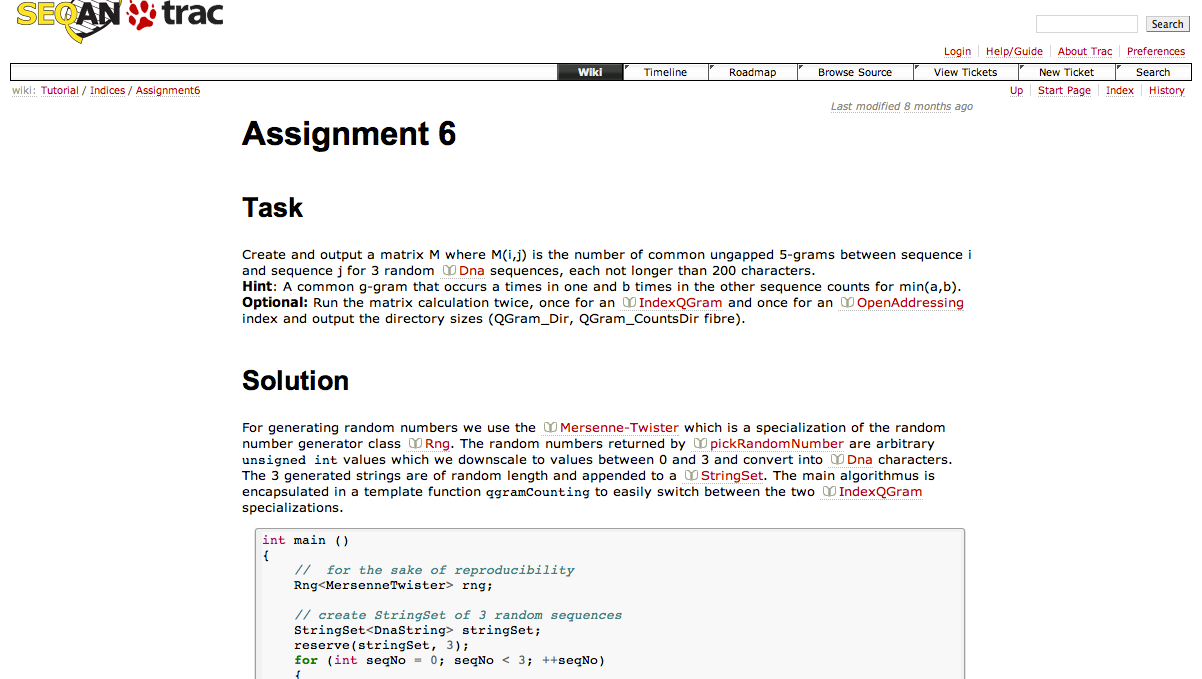 SEQAN trac
Search
Login Help/Guide About Trac Preferences
Wiki Timeline Roadmap Browse Source View Tickets New Ticket Search
wiki: Tutorial / Indices / Assignment6
Up Start Page Index History
Last modified 8 months ago
Assignment 6
Task
Create and output a matrix M where M(i,j) is the number of common ungapped 5-grams between sequence i
and sequence j for 3 random Dna sequences, each not longer than 200 characters.
Hint: A common g-gram that occurs a times in one and b times in the other sequence counts for min(a,b).
Optional: Run the matrix calculation twice, once for an IndexQGram and once for an OpenAddressing
index and output the directory sizes (QGram_Dir, QGram_CountsDir fibre).
Solution
For generating random numbers we use the Mersenne-Twister which is a specialization of the random
number generator class Rng. The random numbers returned by pickRandomNumber are arbitrary
unsigned int values which we downscale to values between 0 and 3 and convert into Dna characters.
The 3 generated strings are of random length and appended to a StringSet. The main algorithmus is
encapsulated in a template function qgramCounting to easily switch between the two IndexQGram
specializations.
int main ()
{
    //  for the sake of reproducibility
    Rng<MersenneTwister> rng;
    // create StringSet of 3 random sequences
    StringSet<DnaString> stringSet;
    reserve(stringSet, 3);
    for (int seqNo = 0; seqNo < 3; ++seqNo)
    {